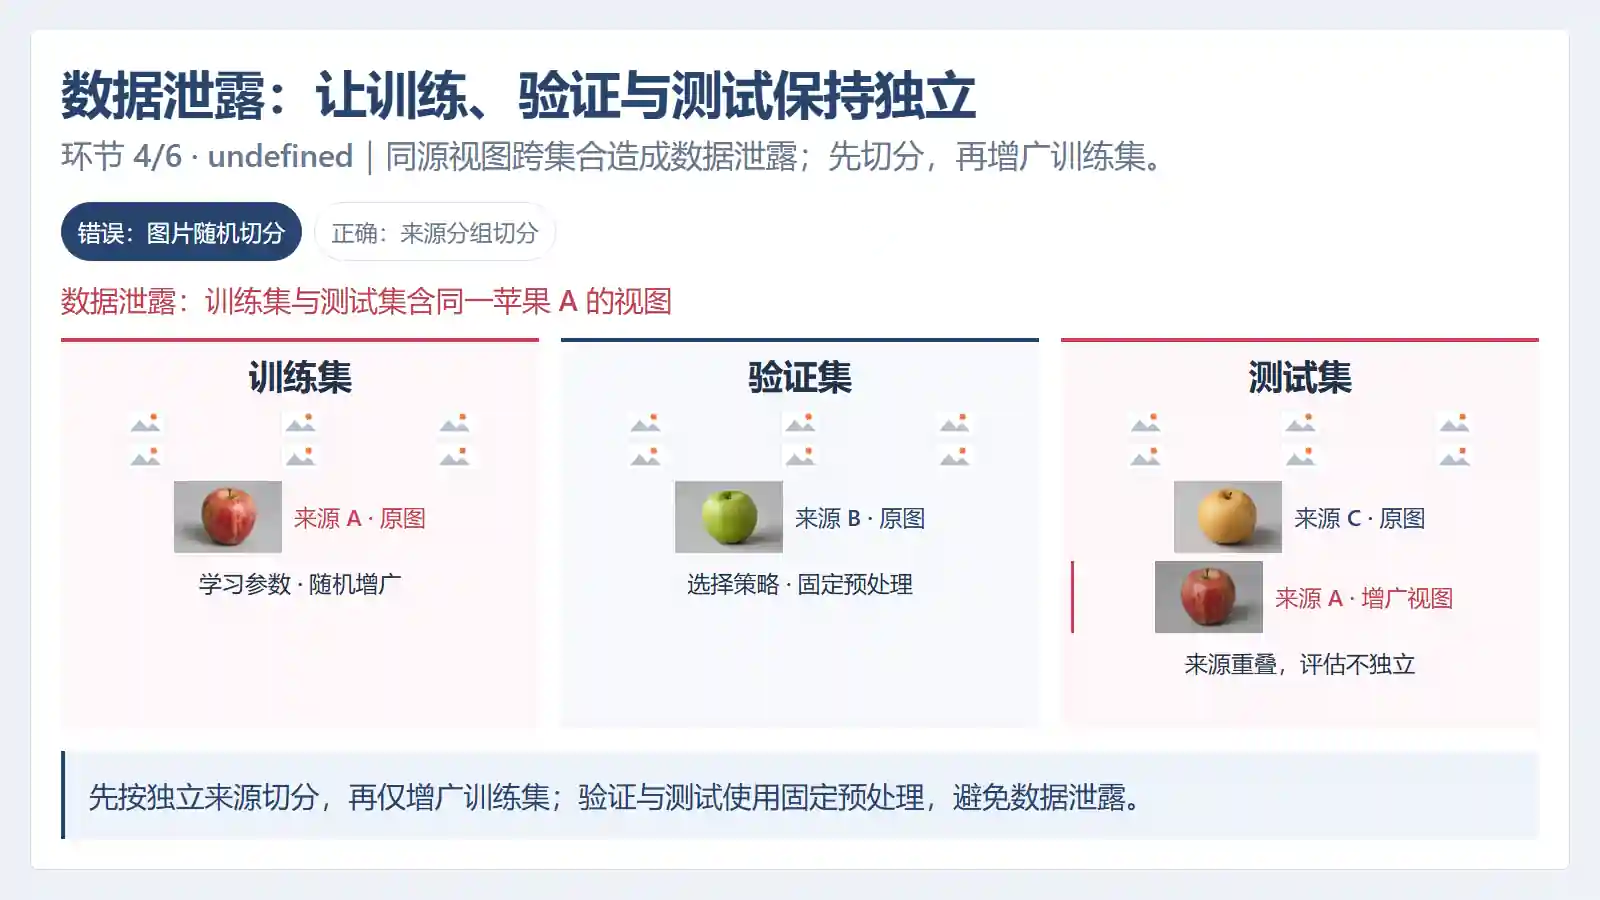 数据泄露：让训练、验证与测试保持独立
环节 4/6 · undefined｜同源视图跨集合造成数据泄露；先切分，再增广训练集。
错误：图片随机切分
正确：来源分组切分
数据泄露：训练集与测试集含同一苹果 A 的视图
训练集
来源 A · 原图
学习参数 · 随机增广
验证集
来源 B · 原图
选择策略 · 固定预处理
测试集
来源 C · 原图
来源 A · 增广视图
来源重叠，评估不独立
先按独立来源切分，再仅增广训练集；验证与测试使用固定预处理，避免数据泄露。